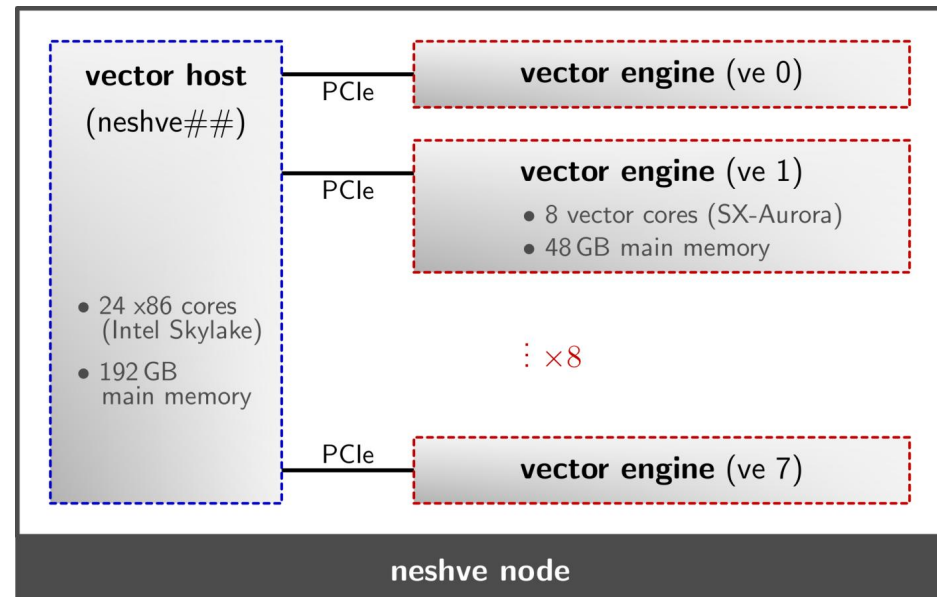 vector host
(neshve##)
• 24 x86 cores
(Intel Skylake)
• 192 GB
main memory
PCIe
vector engine (ve 0)
PCIe
vector engine (ve 1)
• 8 vector cores (SX-Aurora)
• 48 GB main memory
⋮ ×8
PCIe
vector engine (ve 7)
neshve node